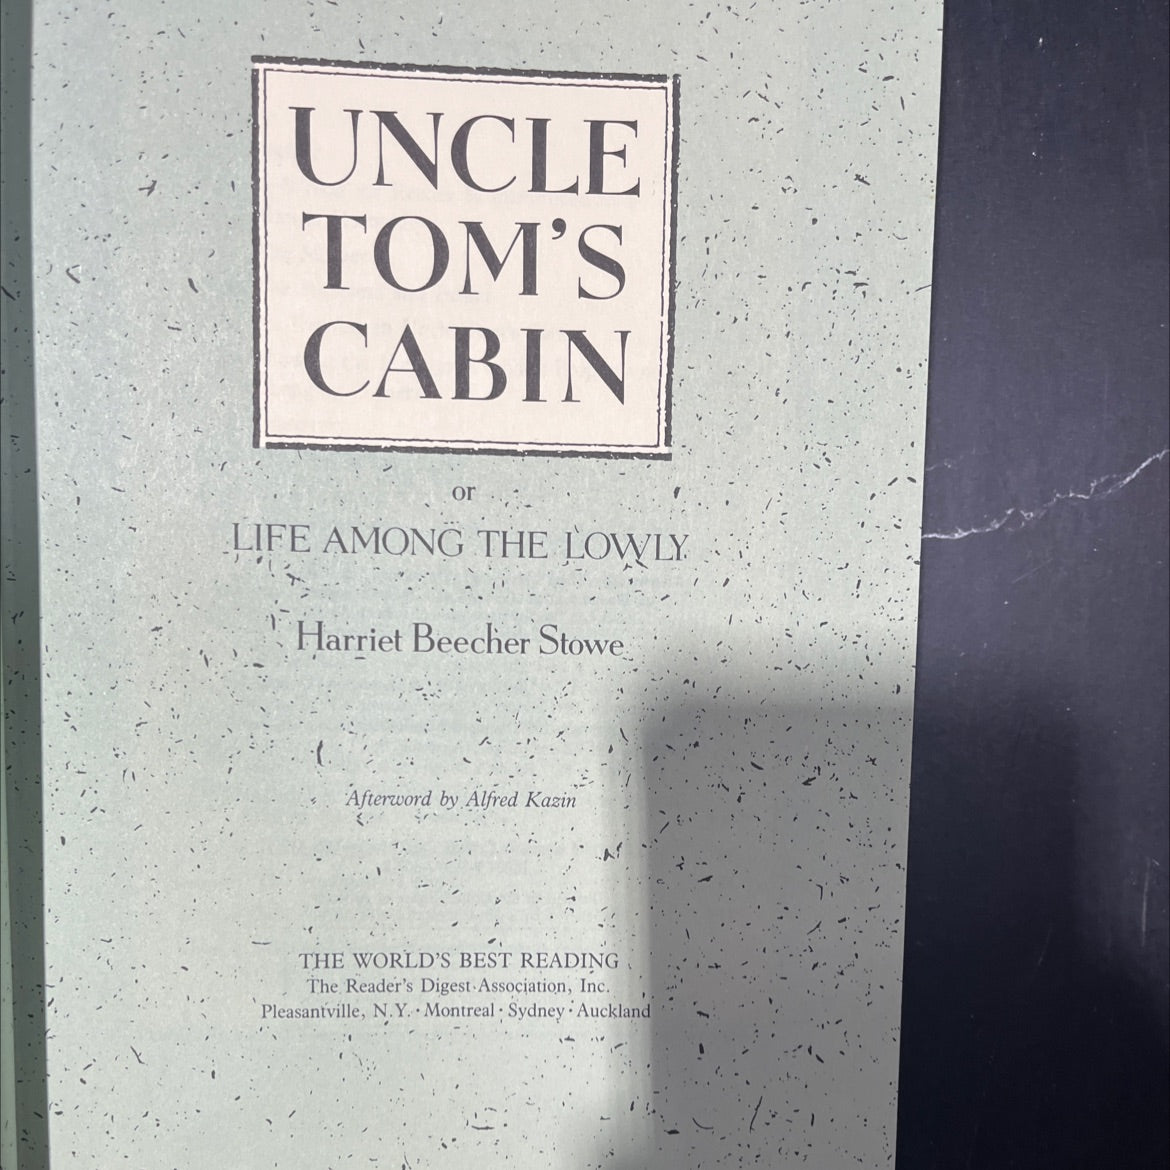 UNCLE
TOM'S
CABIN
or
LIFE AMONG THE LOWLY
Harriet Beecher Stowe
Afterword by Alfred Kazin
THE WORLD'S BEST READING
The Reader's Digest Association, Inc.
Pleasantville, N.Y. · Montreal · Sydney · Auckland